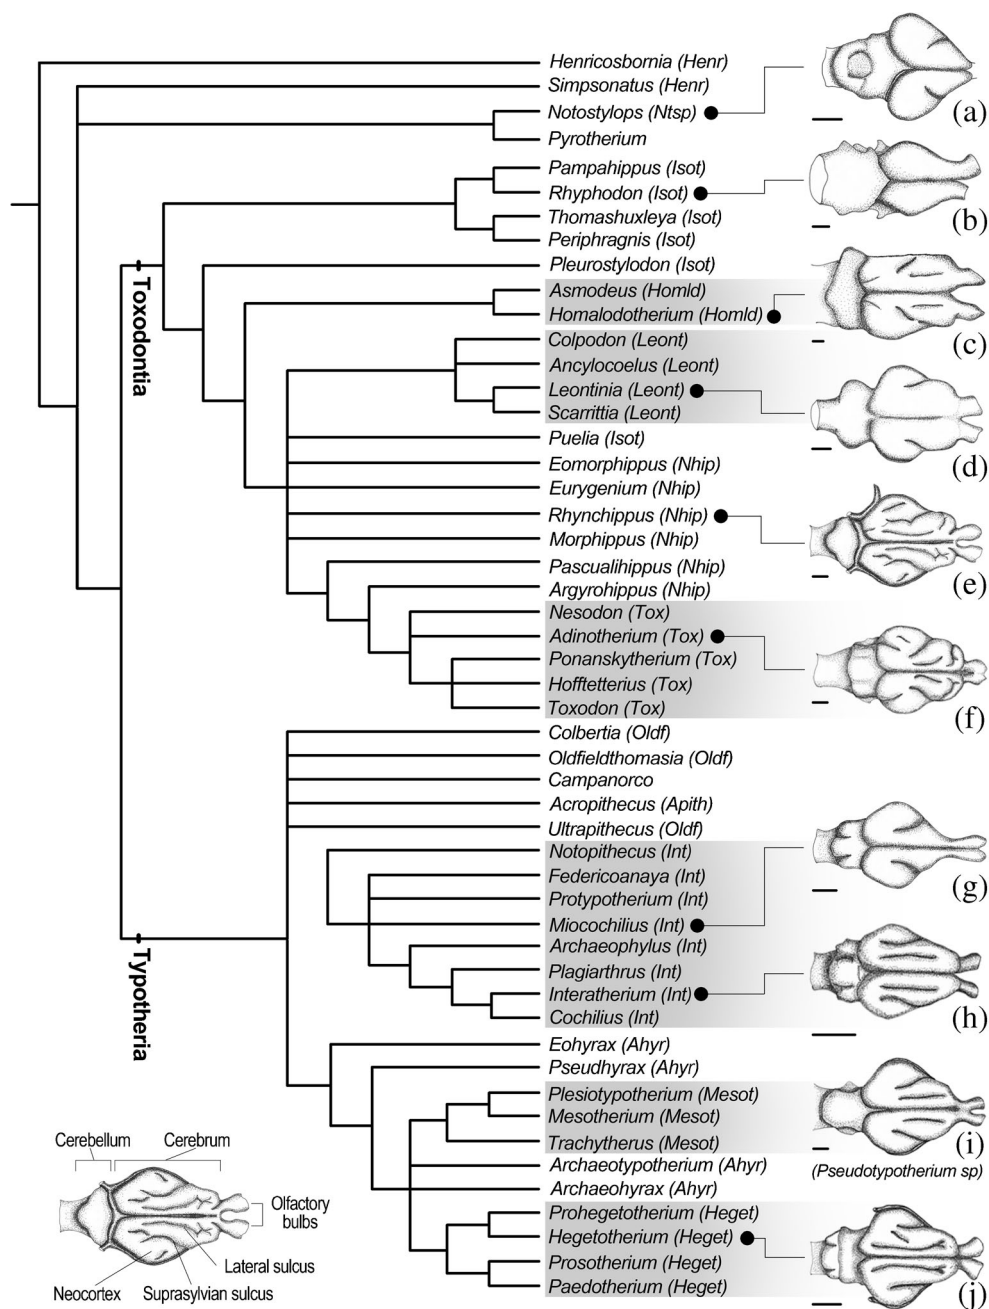 Henricosbornia (Henr)
Simpsonatus (Henr)
Notostylops (Ntsp)
(a)
Pyrotherium
Pampahippus (Isot)
Rhyphodon (Isot)
(b)
Thomashuxleya (Isot)
Periphragnis (Isot)
Pleurostylodon (Isot)
Asmodeus (Homld)
Homalodotherium (Homld)
(c)
Toxodontia
Colpodon (Leont)
Ancylocoelus (Leont)
Leontinia (Leont)
Scarrittia (Leont)
(d)
Puelia (Isot)
Eomorphippus (Nhip)
Eurygenium (Nhip)
Rhynchippus (Nhip)
Morphippus (Nhip)
(e)
Pascualihippus (Nhip)
Argyrohippus (Nhip)
Nesodon (Tox)
Adinotherium (Tox)
Ponanskytherium (Tox)
Hofftetterius (Tox)
Toxodon (Tox)
(f)
Colbertia (Oldf)
Oldfieldthomasia (Oldf)
Campanorco
Acropithecus (Apith)
Ultrapithecus (Oldf)
Notopithecus (Int)
Federicoanaya (Int)
(g)
Protypotherium (Int)
Miocochilius (Int)
Archaeophylus (Int)
Plagiarthrus (Int)
Interatherium (Int)
Cochilius (Int)
(h)
Typotheria
Eohyrax (Ahyr)
Pseudhyrax (Ahyr)
Plesiotypotherium (Mesot)
Mesotherium (Mesot)
Trachytherus (Mesot)
(i)
(Pseudotypotherium sp)
Archaeotypotherium (Ahyr)
Archaeohyrax (Ahyr)
Prohegetotherium (Heget)
Hegetotherium (Heget)
Prosotherium (Heget)
Paedotherium (Heget)
(j)
Cerebellum
Cerebrum
Olfactory
bulbs
Lateral sulcus
Neocortex
Suprasylvian sulcus